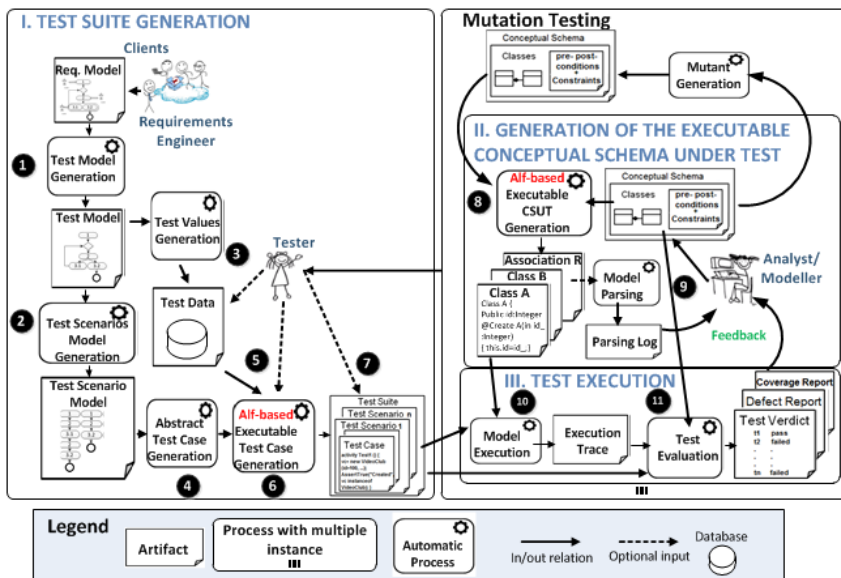 I. TEST SUITE GENERATION
Clients
Req. Model
Requirements
Engineer
1
Test Model
Generation
Test Model
Test Values
Generation
3
Tester
Test Data
2
Test Scenarios
Model
Generation
5
7
Test Scenario
Model
Abstract
Test Case
Generation
4
Alf-based
Executable
Test Case
Generation
6
Test Suite
Test Scenario n
Test Scenario 1
Test Case
Mutation Testing
Conceptual Schema
Classes
pre- post-
conditions
+
Constraints
Mutant
Generation
II. GENERATION OF THE EXECUTABLE
CONCEPTUAL SCHEMA UNDER TEST
8
Alf-based
Executable
CSUT
Generation
Conceptual Schema
Classes
pre- post-
conditions
+
Constraints
Association R
Class B
Class A
Class A {
Public id:Integer
@Create A(in id_
:Integer)
{ this.id=id_;}
Model
Parsing
Parsing Log
9
Analyst/
Modeller
Feedback
III. TEST EXECUTION
10
Model
Execution
Execution
Trace
11
Test
Evaluation
Coverage Report
Defect Report
Test Verdict
t1 pass
t2 failed
. .
. .
tn failed
Legend
Artifact
Process with multiple
instance
Automatic
Process
In/out relation
Optional input
Database